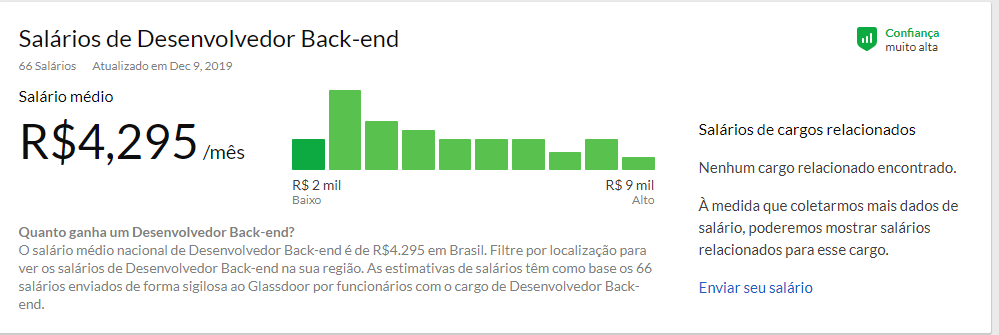 Salários de Desenvolvedor Back-end
66 Salários Atualizado em Dec 9, 2019
Confiança
muito alta
Salário médio
R$4,295 /mês
R$ 2 mil
Baixo
R$ 9 mil
Alto
Quanto ganha um Desenvolvedor Back-end?
O salário médio nacional de Desenvolvedor Back-end é de R$4.295 em Brasil. Filtre por localização para
ver os salários de Desenvolvedor Back-end na sua região. As estimativas de salários têm como base os 66
salários enviados de forma sigilosa ao Glassdoor por funcionários com o cargo de Desenvolvedor Back-
end.
Salários de cargos relacionados
Nenhum cargo relacionado encontrado.
À medida que coletarmos mais dados de
salário, poderemos mostrar salários
relacionados para esse cargo.
Enviar seu salário